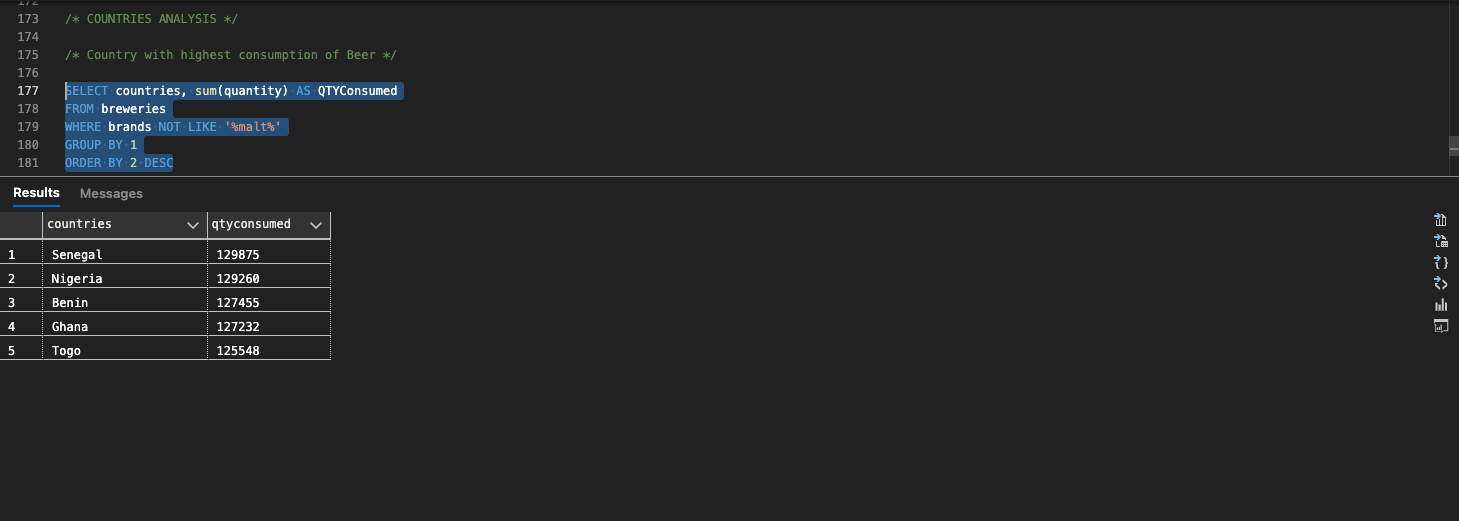 172
173 /* COUNTRIES ANALYSIS */
174
175 /* Country with highest consumption of Beer */
176
177 SELECT countries, sum(quantity) AS QTYConsumed
178 FROM breweries
179 WHERE brands NOT LIKE '%malt%'
180 GROUP BY 1
181 ORDER BY 2 DESC
Results Messages
countries qtyconsumed
1 Senegal 129875
2 Nigeria 129260
3 Benin 127455
4 Ghana 127232
5 Togo 125548